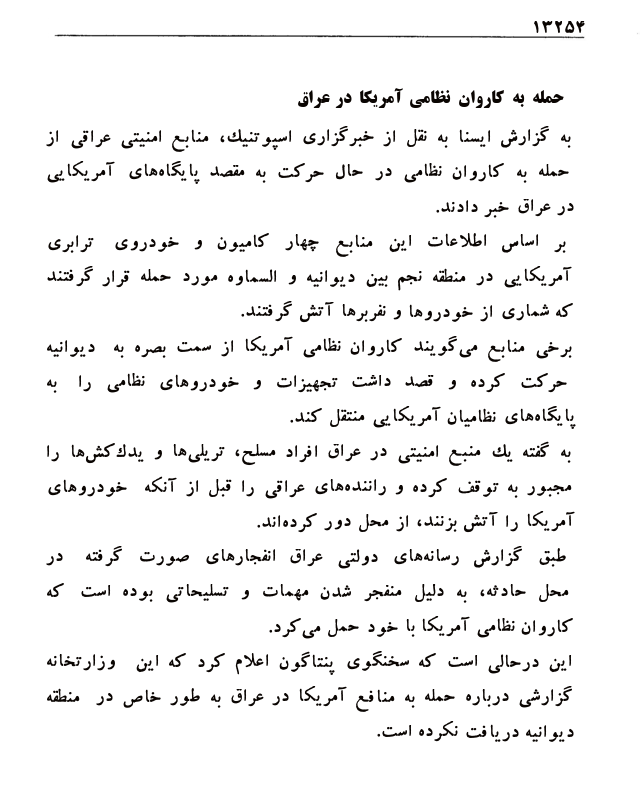 ۱۳۲۵۴
حمله به کاروان نظامی آمریکا در عراق
به گزارش ایسنا به نقل از خبرگزاری اسپوتنیك، منابع امنیتی عراقی از
حمله به کاروان نظامی در حال حرکت به مقصد پایگاه‌های آمریکایی
در عراق خبر دادند.
بر اساس اطلاعات این منابع چهار کامیون و خودروی ترابری
آمریکایی در منطقه نجم بین دیوانیه و السماوه مورد حمله قرار گرفتند
که شماری از خودروها و نفربرها آتش گرفتند.
برخی منابع می‌گویند کاروان نظامی آمریکا از سمت بصره به دیوانیه
حرکت کرده و قصد داشت تجهیزات و خودروهای نظامی را به
پایگاه‌های نظامیان آمریکایی منتقل کند.
به گفته یك منبع امنیتی در عراق افراد مسلح، تریلی‌ها و یدك‌کش‌ها را
مجبور به توقف کرده و راننده‌های عراقی را قبل از آنکه خودروهای
آمریکا را آتش بزنند، از محل دور کرده‌اند.
طبق گزارش رسانه‌های دولتی عراق انفجارهای صورت گرفته در
محل حادثه، به دلیل منفجر شدن مهمات و تسلیحاتی بوده است که
کاروان نظامی آمریکا با خود حمل می‌کرد.
این درحالی است که سخنگوی پنتاگون اعلام کرد که این وزارتخانه
گزارشی درباره حمله به منافع آمریکا در عراق به طور خاص در منطقه
دیوانیه دریافت نکرده است.